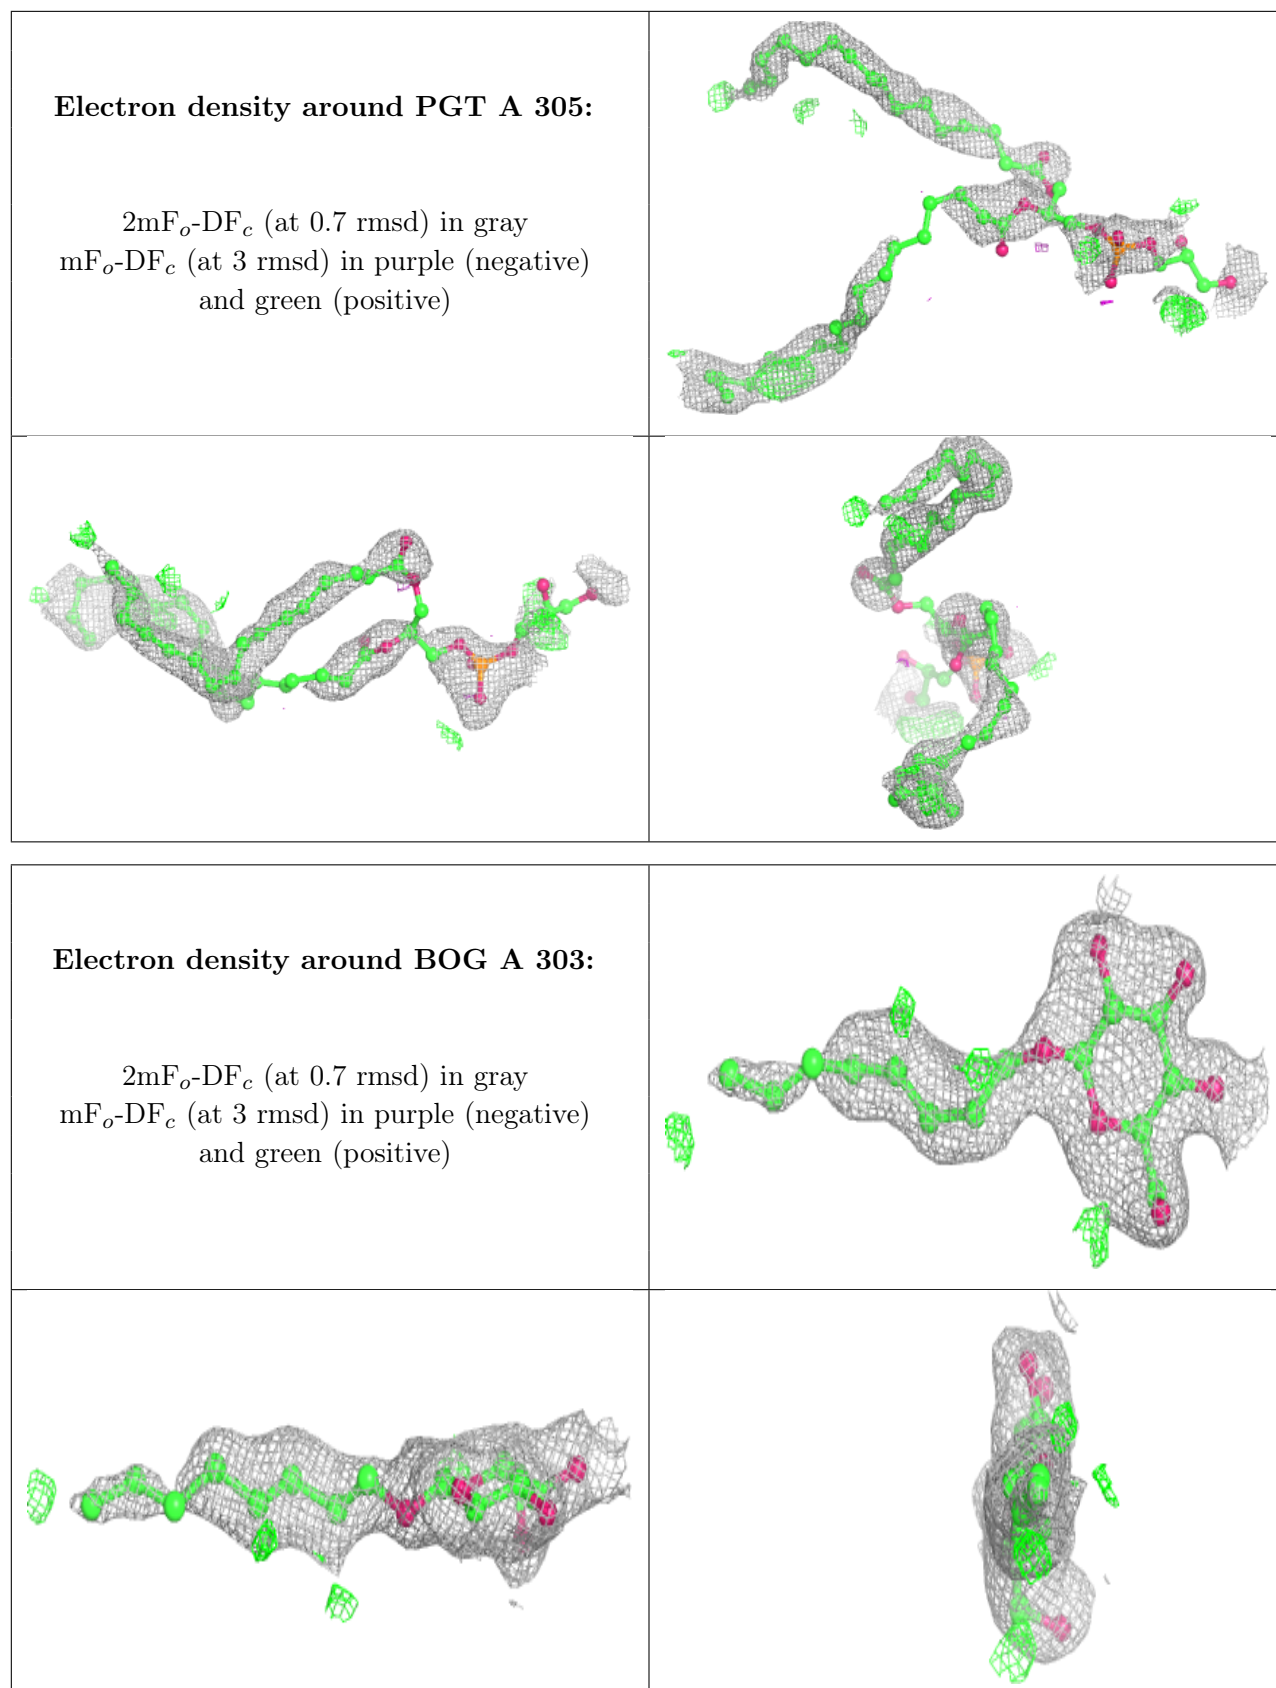 Electron density around PGT A 305:
2mFo-DFc (at 0.7 rmsd) in gray
mFo-DFc (at 3 rmsd) in purple (negative)
and green (positive)
Electron density around BOG A 303:
2mFo-DFc (at 0.7 rmsd) in gray
mFo-DFc (at 3 rmsd) in purple (negative)
and green (positive)